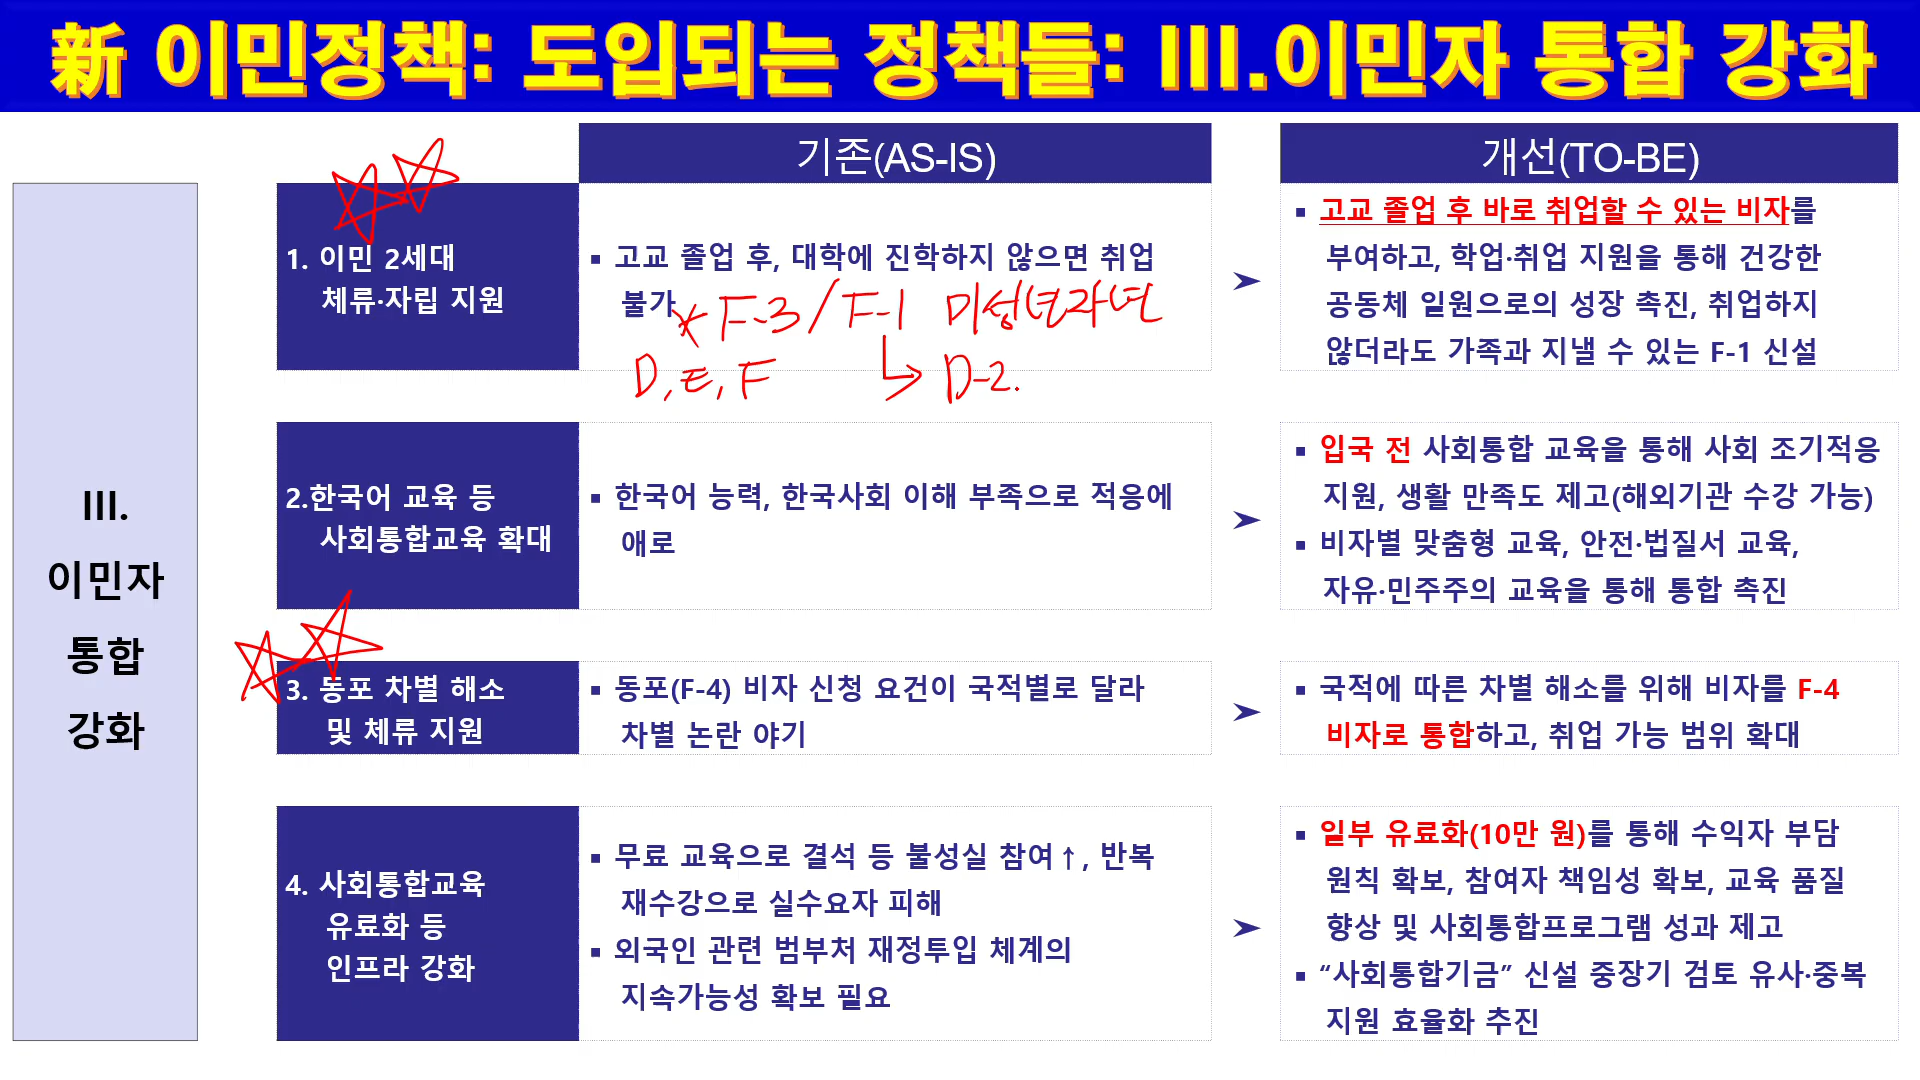 新 이민정책: 도입되는 정책들: III.이민자 통합 강화
기존(AS-IS)
개선(TO-BE)
III.
이민자
통합
강화
1. 이민 2세대
체류·자립 지원
▪ 고교 졸업 후, 대학에 진학하지 않으면 취업
불가
* F-3 / F-1 미성년자녀
D, E, F
D-2.
➤
▪ 고교 졸업 후 바로 취업할 수 있는 비자를
부여하고, 학업·취업 지원을 통해 건강한
공동체 일원으로의 성장 촉진, 취업하지
않더라도 가족과 지낼 수 있는 F-1 신설
2.한국어 교육 등
사회통합교육 확대
▪ 한국어 능력, 한국사회 이해 부족으로 적응에
애로
➤
▪ 입국 전 사회통합 교육을 통해 사회 조기적응
지원, 생활 만족도 제고(해외기관 수강 가능)
▪ 비자별 맞춤형 교육, 안전·법질서 교육,
자유·민주주의 교육을 통해 통합 촉진
3. 동포 차별 해소
및 체류 지원
▪ 동포(F-4) 비자 신청 요건이 국적별로 달라
차별 논란 야기
➤
▪ 국적에 따른 차별 해소를 위해 비자를 F-4
비자로 통합하고, 취업 가능 범위 확대
4. 사회통합교육
유료화 등
인프라 강화
▪ 무료 교육으로 결석 등 불성실 참여↑, 반복
재수강으로 실수요자 피해
▪ 외국인 관련 범부처 재정투입 체계의
지속가능성 확보 필요
➤
▪ 일부 유료화(10만 원)를 통해 수익자 부담
원칙 확보, 참여자 책임성 확보, 교육 품질
향상 및 사회통합프로그램 성과 제고
▪ “사회통합기금” 신설 중장기 검토 유사·중복
지원 효율화 추진